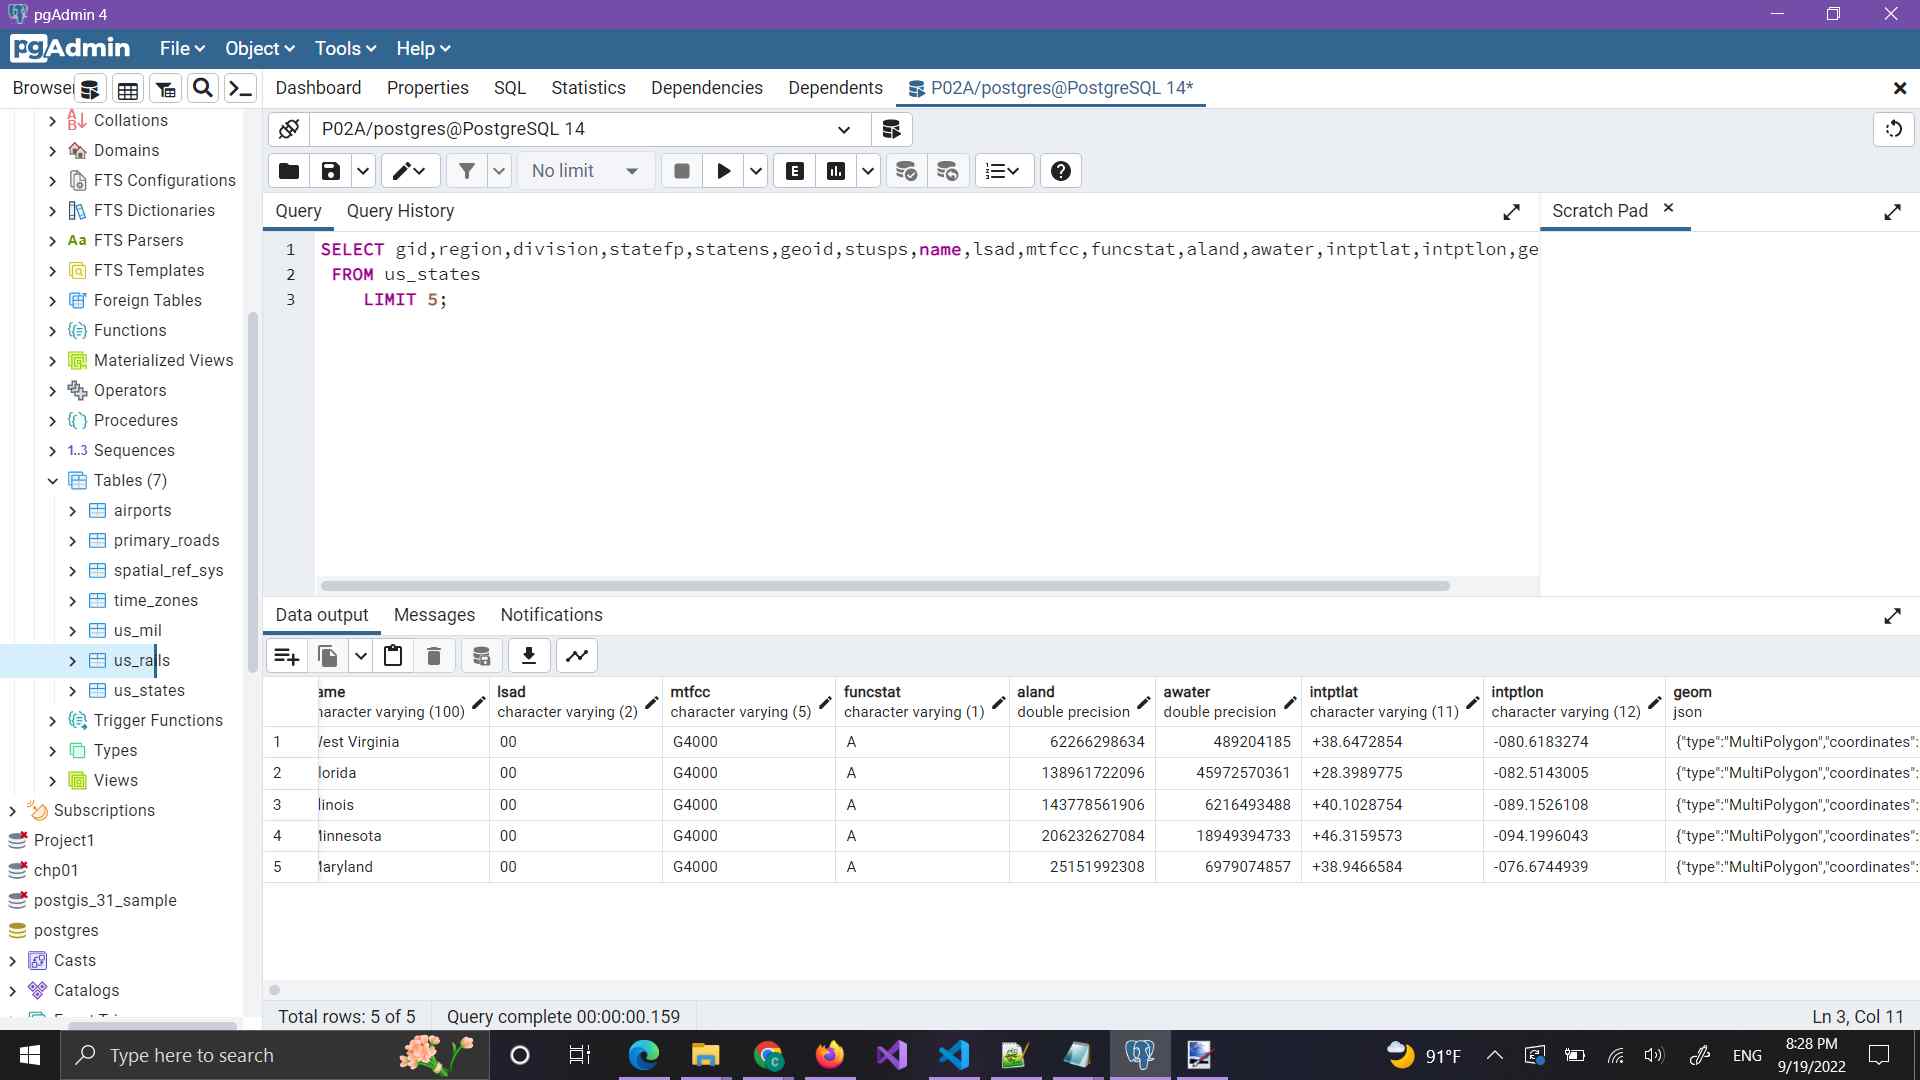 pgAdmin 4
pgAdmin File Object Tools Help
Browser Dashboard Properties SQL Statistics Dependencies Dependents P02A/postgres@PostgreSQL 14*
P02A/postgres@PostgreSQL 14
No limit
Query Query History Scratch Pad
1 SELECT gid,region,division,statefp,statens,geoid,stusps,name,lsad,mtfcc,funcstat,aland,awater,intptlat,intptlon,ge
2 FROM us_states
3 LIMIT 5;
Collations
Domains
FTS Configurations
FTS Dictionaries
Aa FTS Parsers
FTS Templates
Foreign Tables
Functions
Materialized Views
Operators
Procedures
1..3 Sequences
Tables (7)
airports
primary_roads
spatial_ref_sys
time_zones
us_mil
us_rails
us_states
Trigger Functions
Types
Views
Subscriptions
Project1
chp01
postgis_31_sample
postgres
Casts
Catalogs
Data output Messages Notifications
ame lsad mtfcc funcstat aland awater intptlat intptlon geom
haracter varying (100) character varying (2) character varying (5) character varying (1) double precision double precision character varying (11) character varying (12) json
1 Vest Virginia 00 G4000 A 62266298634 489204185 +38.6472854 -080.6183274 {"type":"MultiPolygon","coordinates":
2 lorida 00 G4000 A 138961722096 45972570361 +28.3989775 -082.5143005 {"type":"MultiPolygon","coordinates":
3 linois 00 G4000 A 143778561906 6216493488 +40.1028754 -089.1526108 {"type":"MultiPolygon","coordinates":
4 Minnesota 00 G4000 A 206232627084 18949394733 +46.3159573 -094.1996043 {"type":"MultiPolygon","coordinates":
5 Maryland 00 G4000 A 25151992308 6979074857 +38.9466584 -076.6744939 {"type":"MultiPolygon","coordinates":
Total rows: 5 of 5 Query complete 00:00:00.159 Ln 3, Col 11
Type here to search 91°F ENG 8:28 PM
9/19/2022